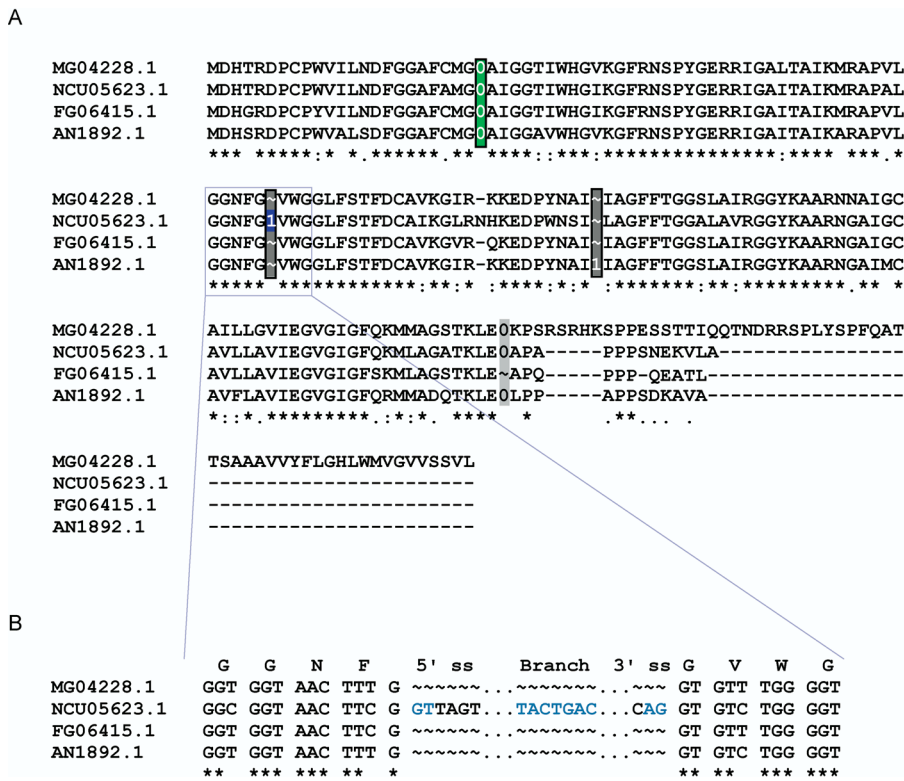 A
MG04228.1 MDHTRDPCPWVILNDFGGAFCMG0AIGGTIWHGVKGFRNSPYGERRIGALTAIKMRAPVL
NCU05623.1 MDHTRDPCPWVILNDFGGAFAMG0AIGGTIWHGIKGFRNSPYGERRIGAITAIKMRAPAL
FG06415.1 MDHGRDPCPYVILNDFGGAFCMG0AIGGTIWHGIKGFRNSPYGERRIGAITAIKMRAPVL
AN1892.1 MDHSRDPCPWVALSDFGGAFCMG0AIGGAVWHGIKGFRNSPYGERRIGAITAIKARAPVL
*** *****:* .****** ** ****::***:***************:**** ***.*
MG04228.1 GGNFG~VWGGLFSTFDCAVKGIR-KKEDPYNAI~IAGFFTGGSLAIRGGYKAARNNAIGC
NCU05623.1 GGNFG1VWGGLFSTFDCAIKGLRNHKEDPWNSI~LAGFFTGGALAVRGGYKAARNGAIGC
FG06415.1 GGNFG~VWGGLFSTFDCAVKGVR-QKEDPYNAI~IAGFFTGGSLAIRGGYKAARNGAIGC
AN1892.1 GGNFG~VWGGLFSTFDCAVKGIR-KKEDPYNAI1IAGFFTGGSLAIRGGYKAARNGAIMC
***** ************:**:* :****:*:* :*******:**:*********.** *
MG04228.1 AILLGVIEGVGIGFQKMMAGSTKLE0KPSRSRHKSPPESSTTIQQTNDRRSPLYSPFQAT
NCU05623.1 AVLLAVIEGVGIGFQKMLAGATKLE0APA-----PPPSNEKVLA----------------
FG06415.1 AVLLAVIEGVGIGFSKMLAGSTKLE~APQ-----PPP-QEATL-----------------
AN1892.1 AVFLAVIEGVGIGFQRMMADQTKLE0LPP-----APPSDKAVA-----------------
*::*.*********.:*:*. **** * .**... .
MG04228.1 TSAAAVVYFLGHLWMVGVVSSVL
NCU05623.1 -----------------------
FG06415.1 -----------------------
AN1892.1 -----------------------
B
G G N F 5' ss Branch 3' ss G V W G
MG04228.1 GGT GGT AAC TTT G ~~~~~~...~~~~~~~...~~~ GT GTT TGG GGT
NCU05623.1 GGC GGT AAC TTC G GTTAGT...TACTGAC...CAG GT GTC TGG GGT
FG06415.1 GGT GGT AAC TTC G ~~~~~~...~~~~~~~...~~~ GT GTT TGG GGT
AN1892.1 GGT GGT AAC TTC G ~~~~~~...~~~~~~~...~~~ GT GTC TGG GGT
** *** *** ** * ** ** *** ***